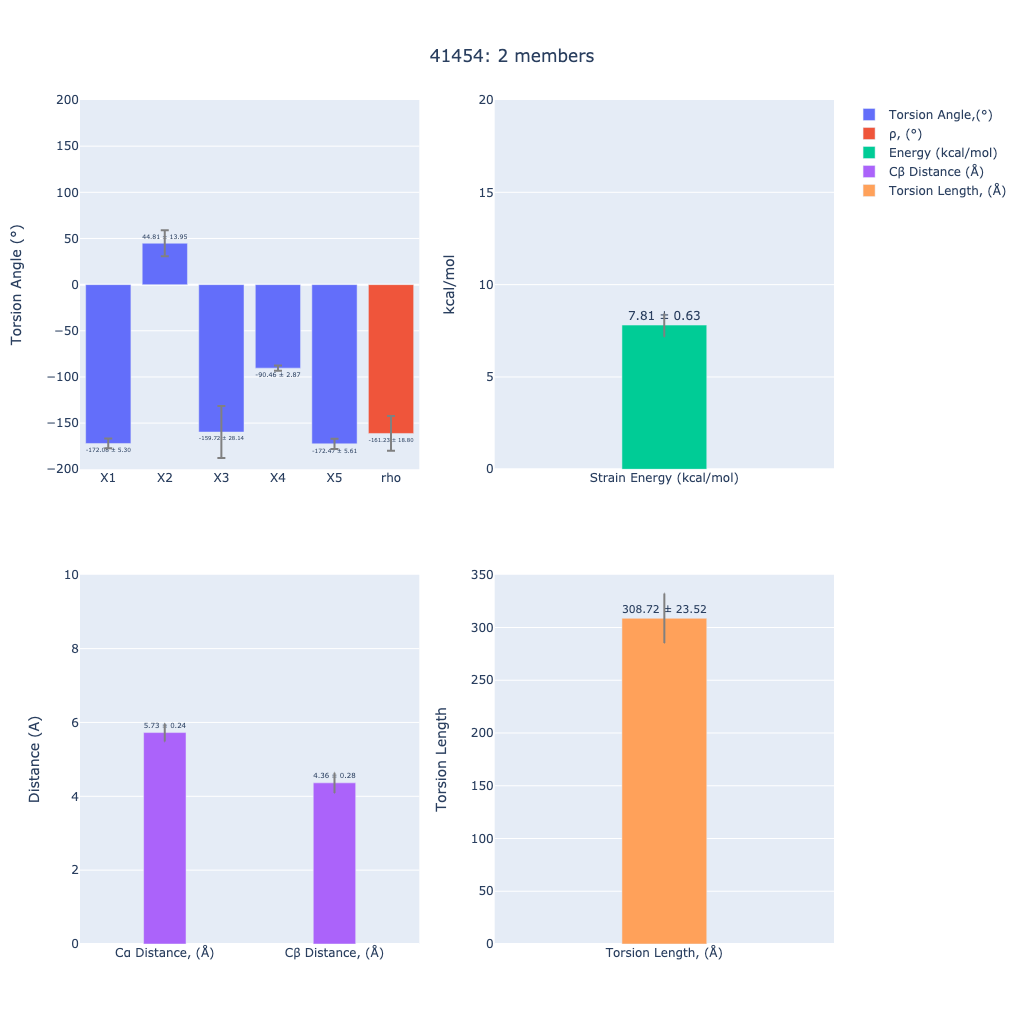 41454: 2 members
Torsion Angle (°)
200
150
100
50
0
−50
−100
−150
−200
44.81 ± 13.95
-172.08 ± 5.30
-159.72 ± 28.14
-90.46 ± 2.87
-172.47 ± 5.61
-161.23 ± 18.80
X1 X2 X3 X4 X5 rho
kcal/mol
20
15
10
5
0
7.81 ± 0.63
Strain Energy (kcal/mol)
Torsion Angle,(°)
ρ, (°)
Energy (kcal/mol)
Cβ Distance (Å)
Torsion Length, (Å)
Distance (A)
10
8
6
4
2
0
5.73 ± 0.24
4.36 ± 0.28
Cα Distance, (Å) Cβ Distance, (Å)
Torsion Length
350
300
250
200
150
100
50
0
308.72 ± 23.52
Torsion Length, (Å)